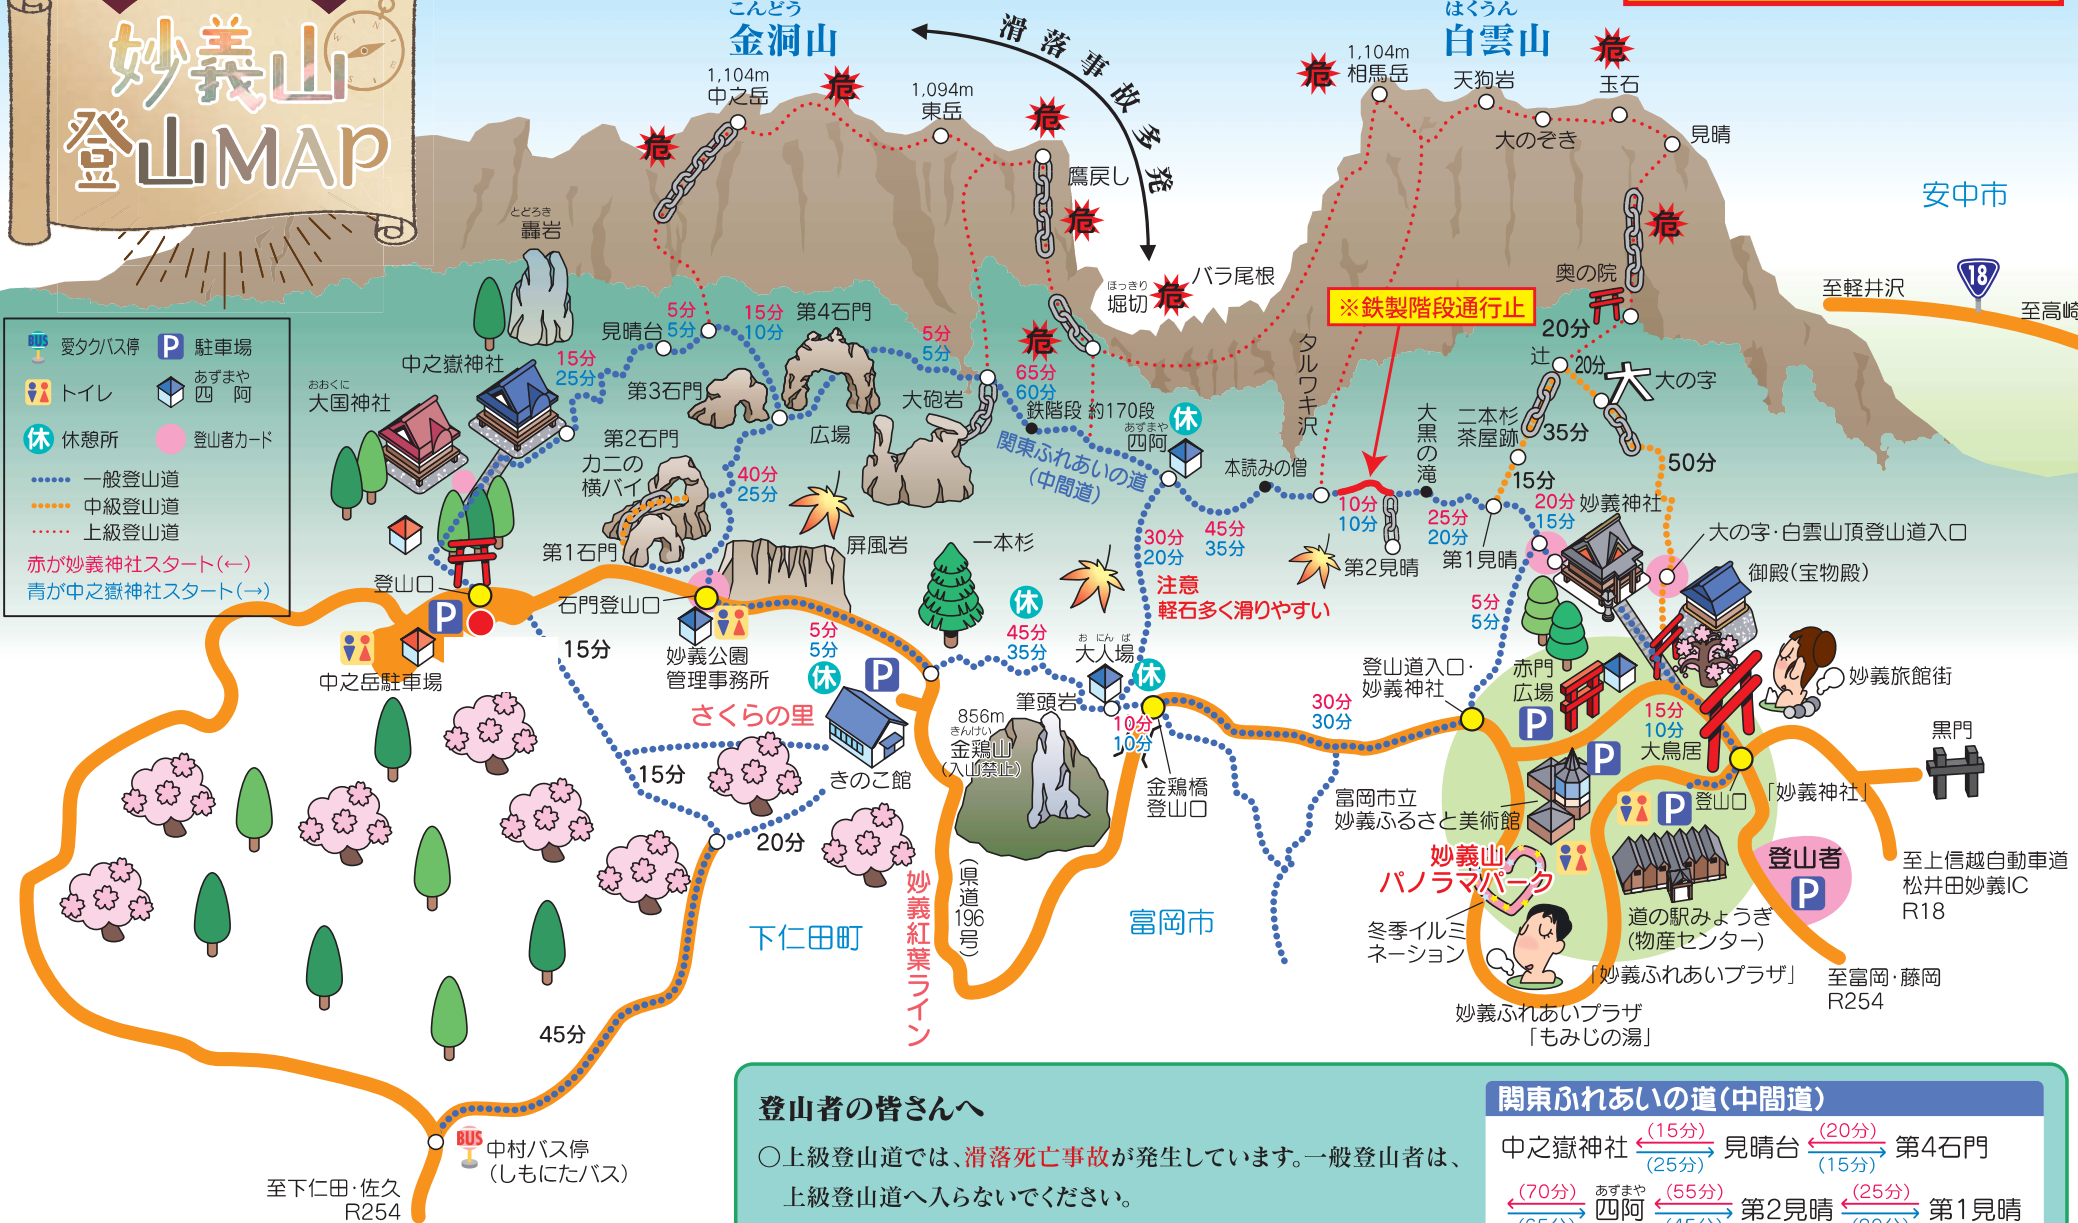 妙義山
登山MAP
こんどう
金洞山
滑落事故多発
はくうん
白雲山
1,104m
中之岳
危
1,094m
東岳
危
危
危
鷹戻し
危
1,104m
相馬岳
危
天狗岩
大のぞき
危
玉石
見晴
危
安中市
18
至軽井沢
至高崎
とどろき
轟岩
ほっきり
堀切
危
バラ尾根
危
※鉄製階段通行止
奥の院
20分
辻
20分
大
大の字
BUS
愛タクバス停
P
駐車場
トイレ
あずまや
四阿
休
休憩所
登山者カード
一般登山道
中級登山道
上級登山道
赤が妙義神社スタート(←)
青が中之嶽神社スタート(→)
おおくに
大国神社
中之嶽神社
15分
25分
見晴台
5分
5分
15分
10分
第4石門
5分
5分
第3石門
広場
大砲岩
65分
60分
鉄階段 約170段
あずまや
四阿
休
関東ふれあいの道
(中間道)
第2石門
カニの
横バイ
40分
25分
第1石門
屏風岩
本読みの僧
タルワキ沢
45分
35分
30分
20分
注意
軽石多く滑りやすい
10分
10分
第2見晴
大黒の滝
25分
20分
第1見晴
二本杉
茶屋跡
35分
15分
50分
20分
15分
妙義神社
大の字・白雲山頂登山道入口
御殿(宝物殿)
5分
5分
登山口
P
中之岳駐車場
石門登山口
妙義公園
管理事務所
15分
15分
20分
45分
さくらの里
5分
5分
休
P
きのこ館
一本杉
休
45分
35分
おにんば
大人場
休
10分
10分
筆頭岩
856m
きんけい
金鶏山
(入山禁止)
金鶏橋
登山口
30分
30分
登山道入口・
妙義神社
赤門
広場
P
15分
10分
大鳥居
妙義旅館街
黒門
「妙義神社」
登山口
P
P
富岡市立
妙義ふるさと美術館
妙義山
パノラマパーク
冬季イルミ
ネーション
道の駅みょうぎ
(物産センター)
「妙義ふれあいプラザ」
妙義ふれあいプラザ
「もみじの湯」
登山者
P
至上信越自動車道
松井田妙義IC
R18
至富岡・藤岡
R254
下仁田町
富岡市
妙義紅葉ライン
(県道196号)
BUS
中村バス停
(しもにたバス)
至下仁田・佐久
R254
登山者の皆さんへ
○上級登山道では、滑落死亡事故が発生しています。一般登山者は、
上級登山道へ入らないでください。
関東ふれあいの道(中間道)
中之嶽神社 (15分) (25分) 見晴台 (20分) (15分) 第4石門
(70分) あずまや 四阿 (55分) 第2見晴 (25分) 第1見晴